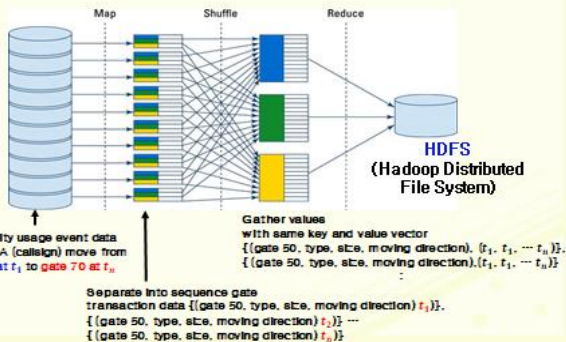 Map Shuffle Reduce
HDFS
(Hadoop Distributed
File System)
ity usage event data
A (callsign) move from
at t₁ to gate 70 at tₙ
Gather values
with same key and value vector
{(gate 50, type, size, moving direction), (t₁, t₁, ⋯ tₙ)},
{(gate 50, type, size, moving direction),(t₁, t₁, ⋯ tₙ)}
:
Separate into sequence gate
transaction data {(gate 50, type, size, moving direction) t₁)},
{(gate 50, type, size, moving direction) t₂)} ⋯
{(gate 50, type, size, moving direction) tₙ)}